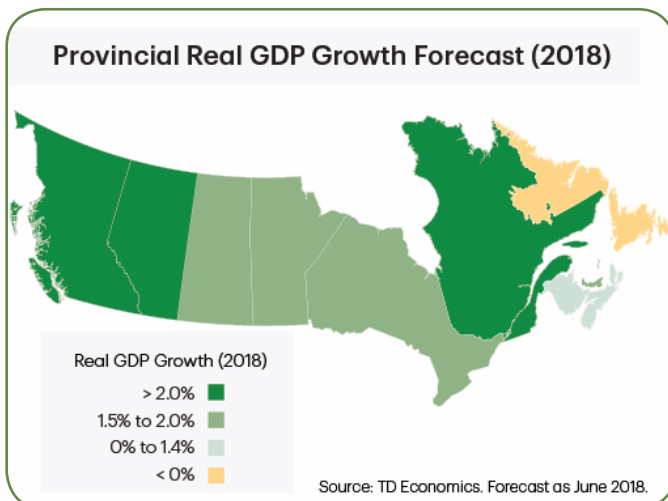 Provincial Real GDP Growth Forecast (2018)
Real GDP Growth (2018)
> 2.0%
1.5% to 2.0%
0% to 1.4%
< 0%
Source: TD Economics. Forecast as June 2018.